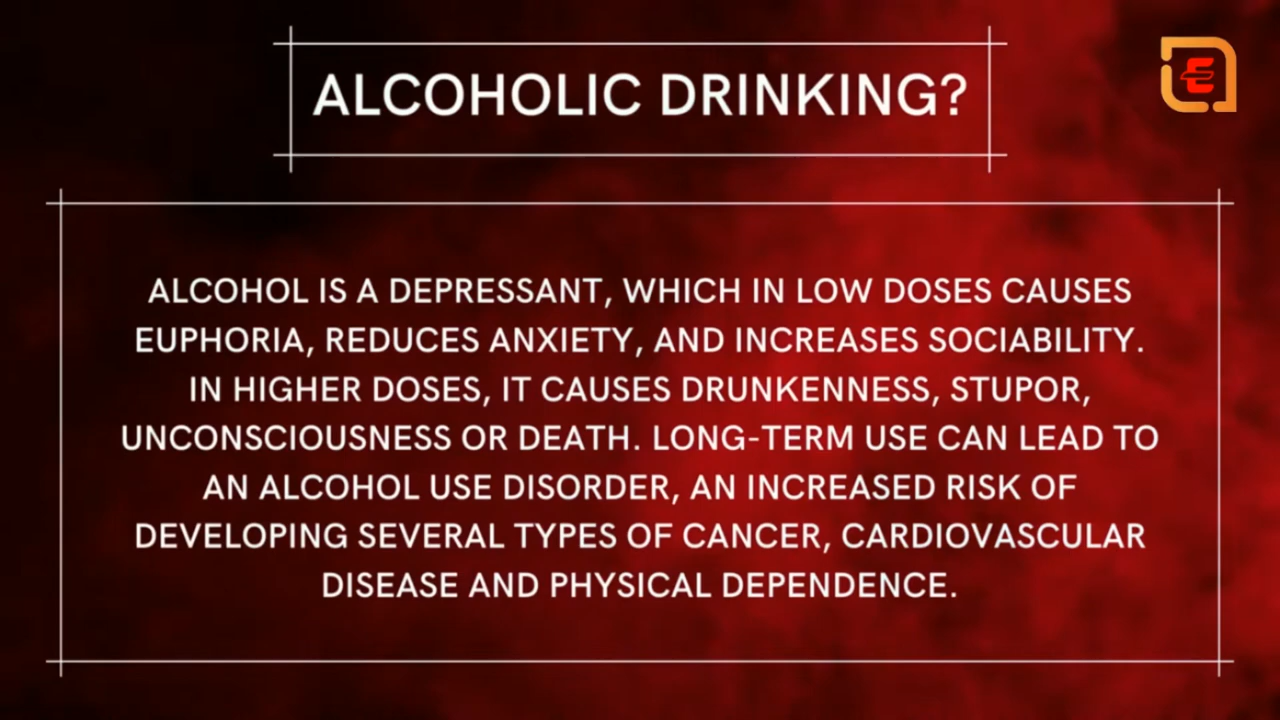 ALCOHOLIC DRINKING?
ALCOHOL IS A DEPRESSANT, WHICH IN LOW DOSES CAUSES
EUPHORIA, REDUCES ANXIETY, AND INCREASES SOCIABILITY.
IN HIGHER DOSES, IT CAUSES DRUNKENNESS, STUPOR,
UNCONSCIOUSNESS OR DEATH. LONG-TERM USE CAN LEAD TO
AN ALCOHOL USE DISORDER, AN INCREASED RISK OF
DEVELOPING SEVERAL TYPES OF CANCER, CARDIOVASCULAR
DISEASE AND PHYSICAL DEPENDENCE.